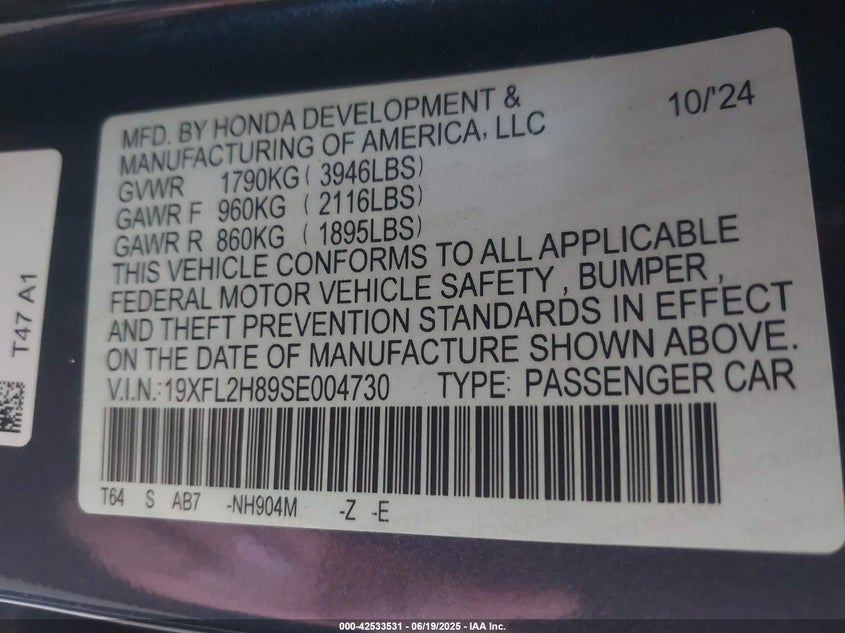 10/'24
MFD. BY HONDA DEVELOPMENT &
MANUFACTURING OF AMERICA, LLC
GVWR 1790KG ( 3946LBS)
GAWR F 960KG ( 2116LBS)
GAWR R 860KG ( 1895LBS)
THIS VEHICLE CONFORMS TO ALL APPLICABLE
FEDERAL MOTOR VEHICLE SAFETY , BUMPER ,
AND THEFT PREVENTION STANDARDS IN EFFECT
ON THE DATE OF MANUFACTURE SHOWN ABOVE.
V.I.N.:19XFL2H89SE004730 TYPE: PASSENGER CAR
T64 S AB7 -NH904M -Z -E
T47 A1
000-42533531 - 06/19/2025 - IAA Inc.